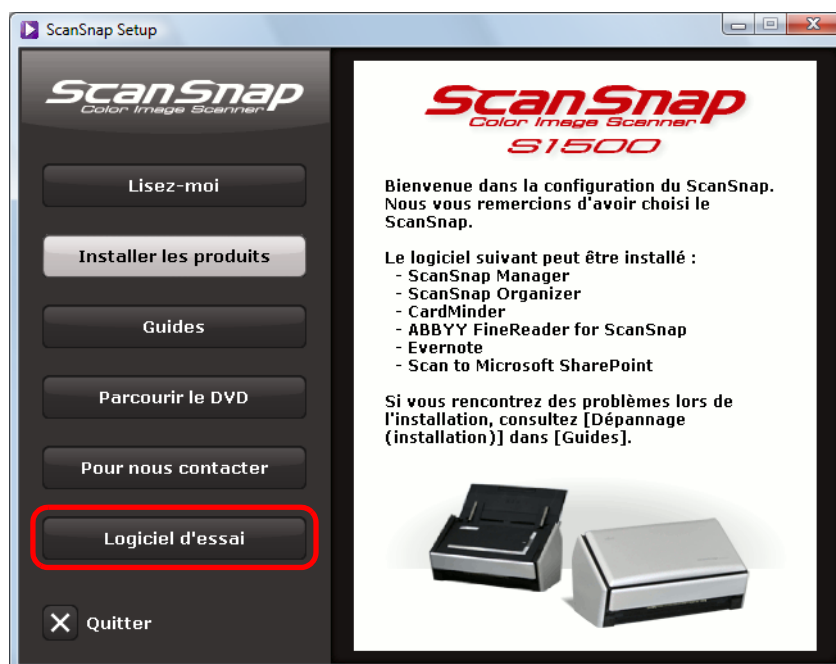 ScanSnap Setup
ScanSnap
Color Image Scanner
Lisez-moi
Installer les produits
Guides
Parcourir le DVD
Pour nous contacter
Logiciel d'essai
Quitter
ScanSnap
Color Image Scanner
S1500
Bienvenue dans la configuration du ScanSnap.
Nous vous remercions d'avoir choisi le
ScanSnap.
Le logiciel suivant peut être installé :
- ScanSnap Manager
- ScanSnap Organizer
- CardMinder
- ABBYY FineReader for ScanSnap
- Evernote
- Scan to Microsoft SharePoint
Si vous rencontrez des problèmes lors de
l'installation, consultez [Dépannage
(installation)] dans [Guides].